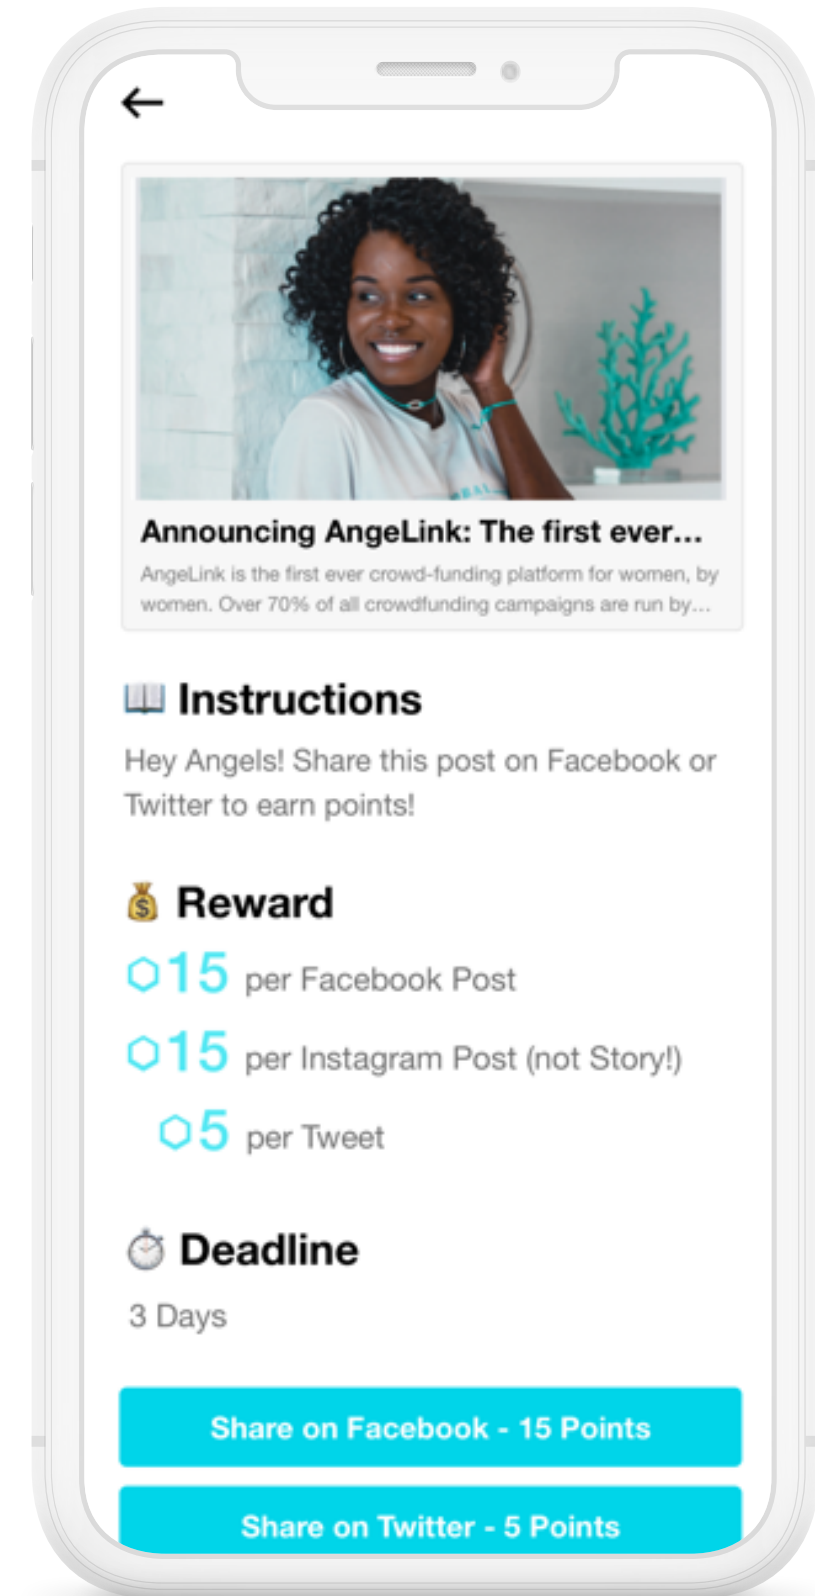 Announcing AngeLink: The first ever...
AngeLink is the first ever crowd-funding platform for women, by
women. Over 70% of all crowdfunding campaigns are run by...
Instructions
Hey Angels! Share this post on Facebook or
Twitter to earn points!
Reward
15 per Facebook Post
15 per Instagram Post (not Story!)
5 per Tweet
Deadline
3 Days
Share on Facebook - 15 Points
Share on Twitter - 5 Points